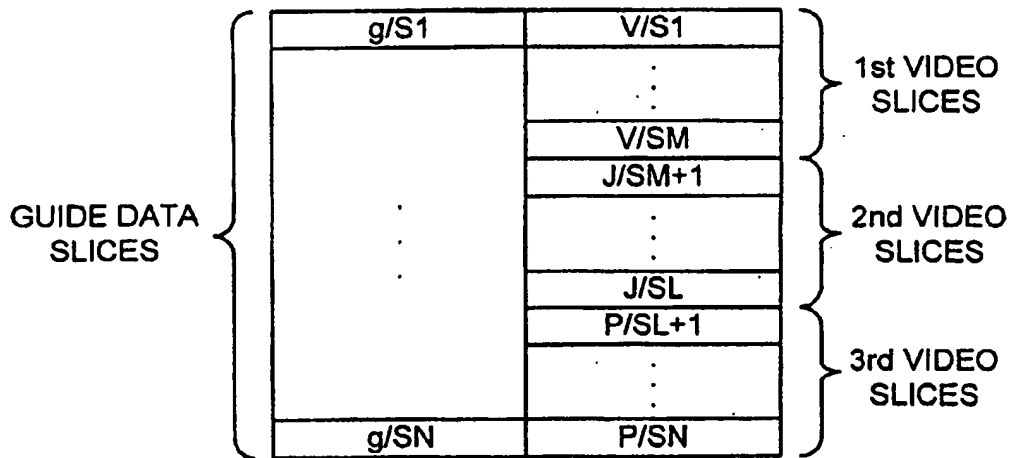 g/S1
V/S1
1st VIDEO
SLICES
V/SM
J/SM+1
GUIDE DATA
SLICES
2nd VIDEO
SLICES
J/SL
P/SL+1
3rd VIDEO
SLICES
g/SN
P/SN